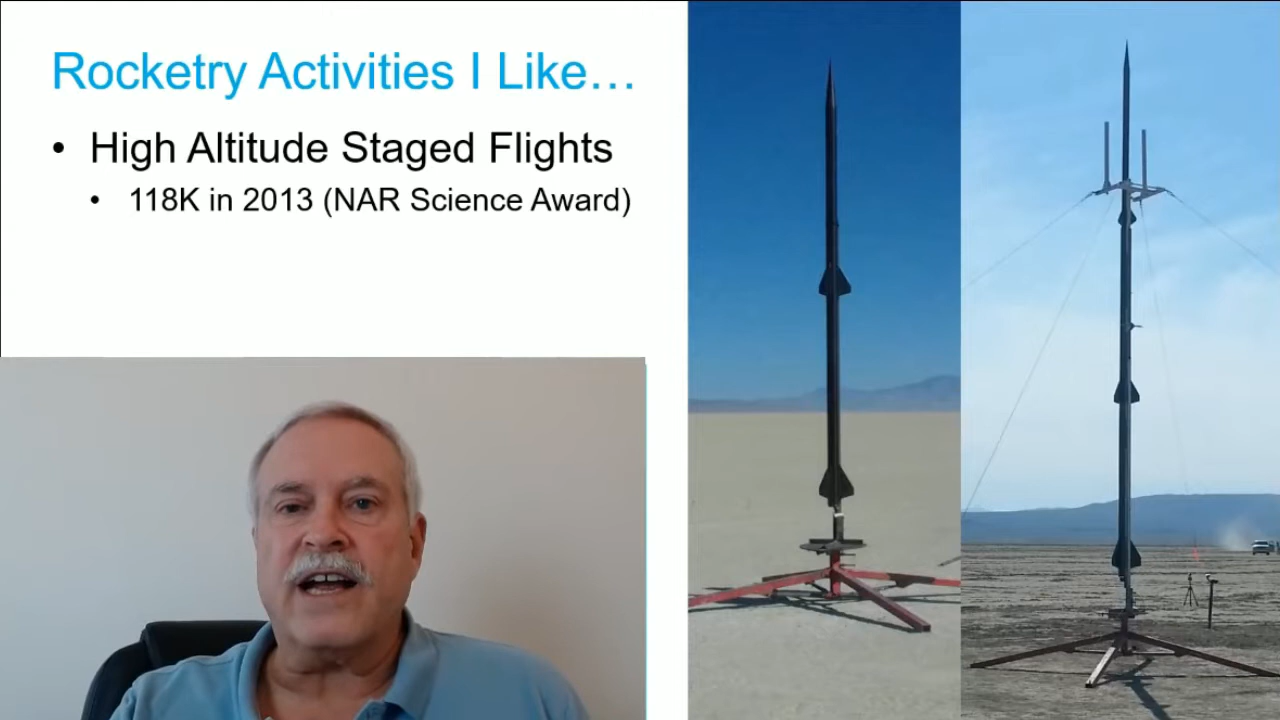 Rocketry Activities I Like…
• High Altitude Staged Flights
• 118K in 2013 (NAR Science Award)